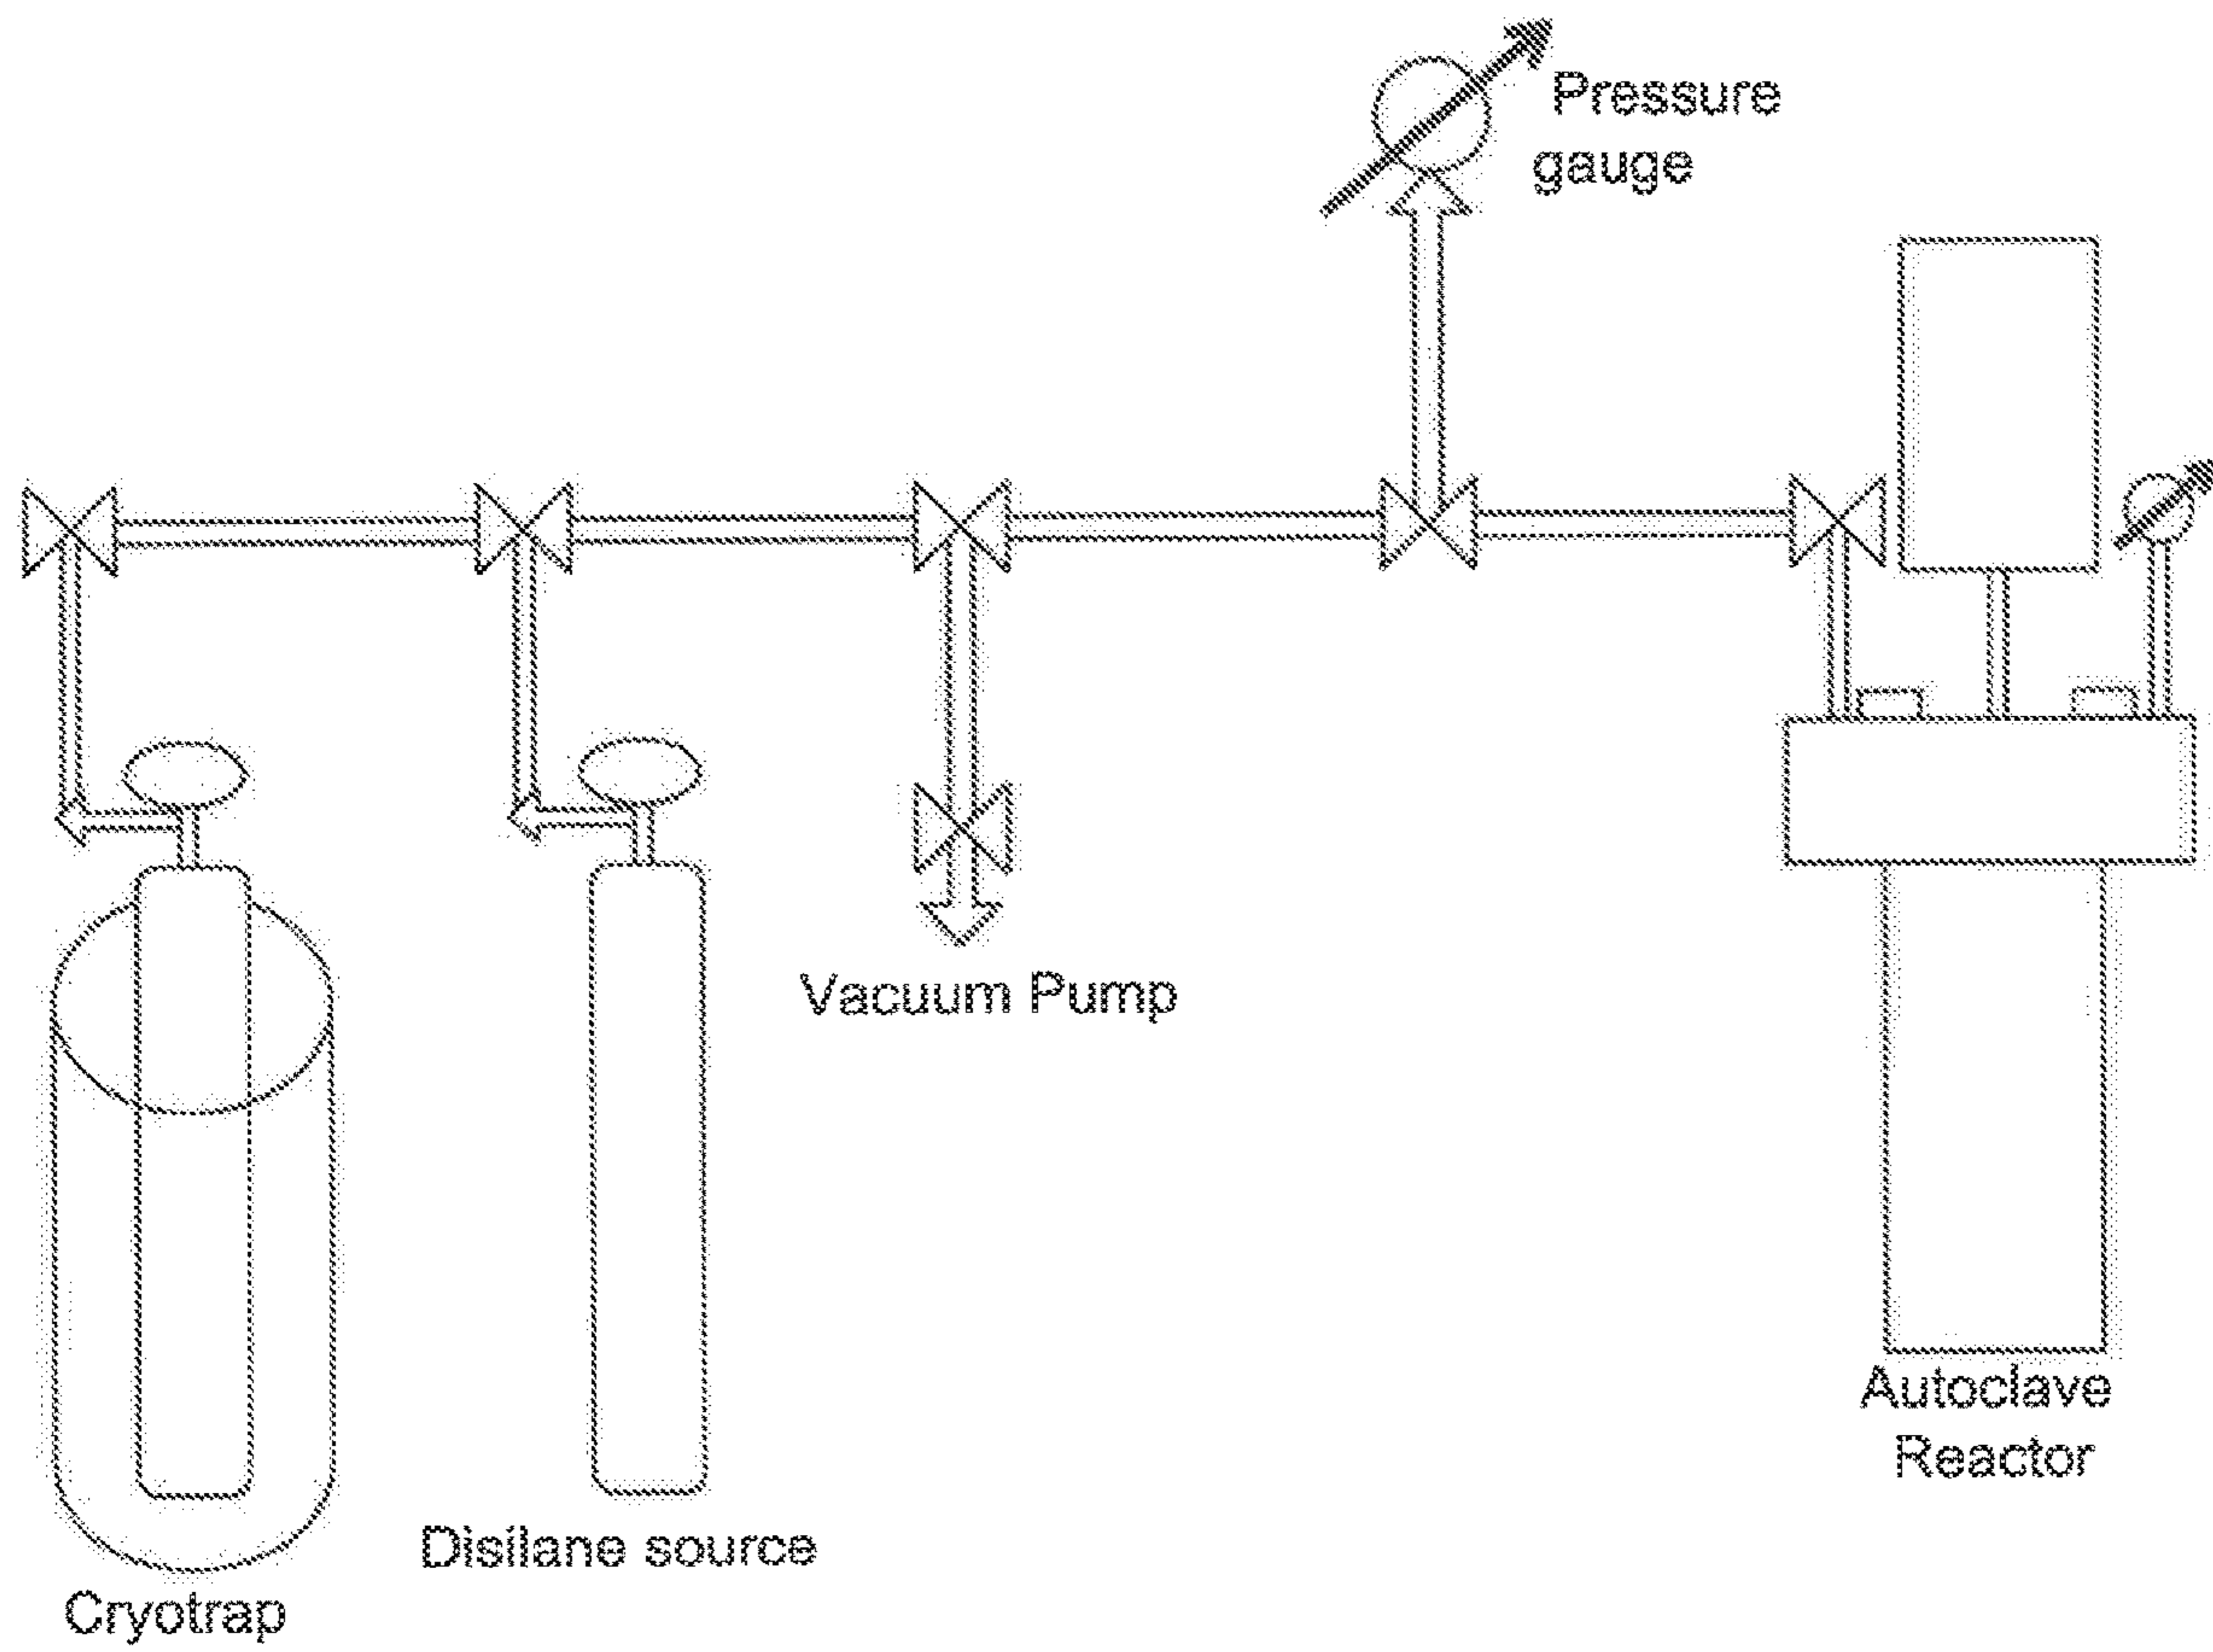 Pressure
gauge
Vacuum Pump
Autoclave
Reactor
Disilane source
Cryotrap